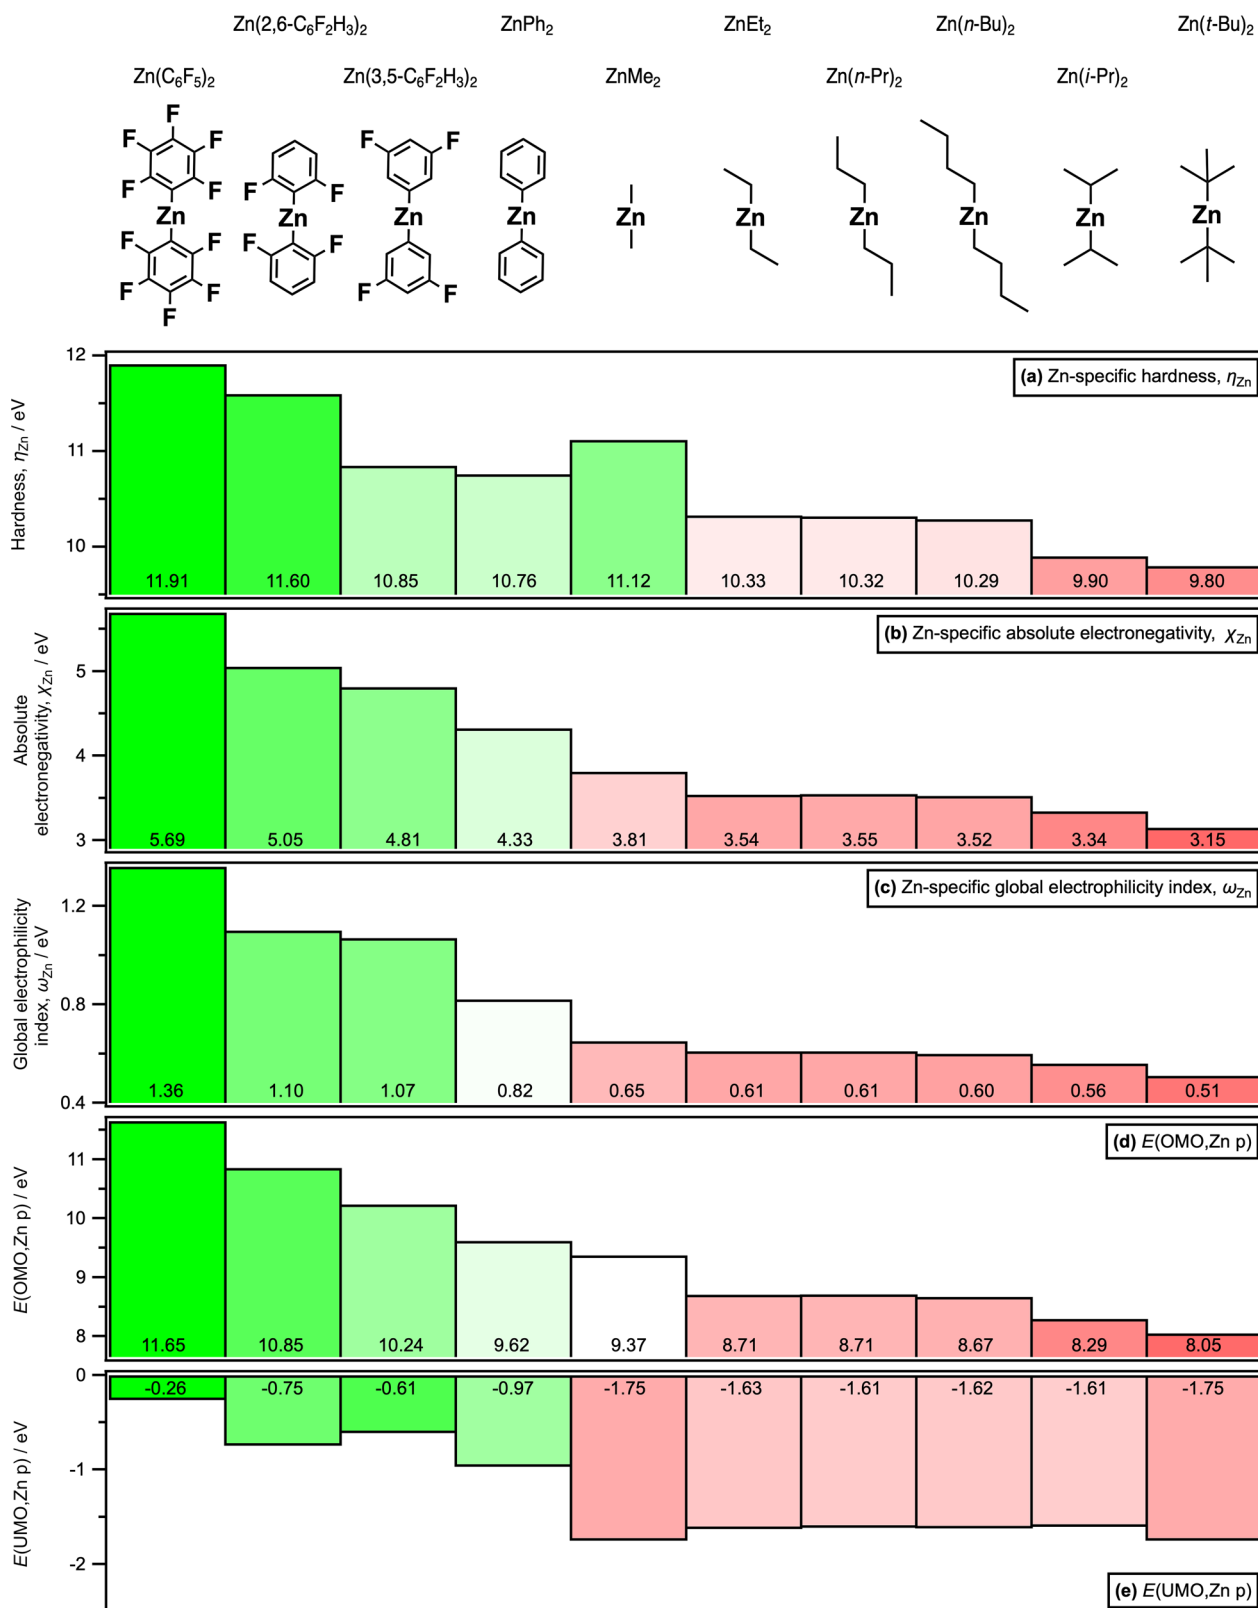 Zn(2,6-C₆F₂H₃)₂ ZnPh₂ ZnEt₂ Zn(n-Bu)₂ Zn(t-Bu)₂
Zn(C₆F₅)₂ Zn(3,5-C₆F₂H₃)₂ ZnMe₂ Zn(n-Pr)₂ Zn(i-Pr)₂
F
F F F F
F F F F
Zn Zn Zn Zn Zn Zn Zn Zn Zn Zn
F F F F
F F F F
F
12
(a) Zn-specific hardness, ηZn
11
10
Hardness, ηZn / eV
11.91 11.60 10.85 10.76 11.12 10.33 10.32 10.29 9.90 9.80
(b) Zn-specific absolute electronegativity, χZn
5
4
3
Absolute
electronegativity, χZn / eV
5.69 5.05 4.81 4.33 3.81 3.54 3.55 3.52 3.34 3.15
(c) Zn-specific global electrophilicity index, ωZn
1.2
0.8
0.4
Global electrophilicity
index, ωZn / eV
1.36 1.10 1.07 0.82 0.65 0.61 0.61 0.60 0.56 0.51
(d) E(OMO,Zn p)
11
10
9
8
E(OMO,Zn p) / eV
11.65 10.85 10.24 9.62 9.37 8.71 8.71 8.67 8.29 8.05
0
-0.26 -0.75 -0.61 -0.97 -1.75 -1.63 -1.61 -1.62 -1.61 -1.75
-1
-2
E(UMO,Zn p) / eV
(e) E(UMO,Zn p)